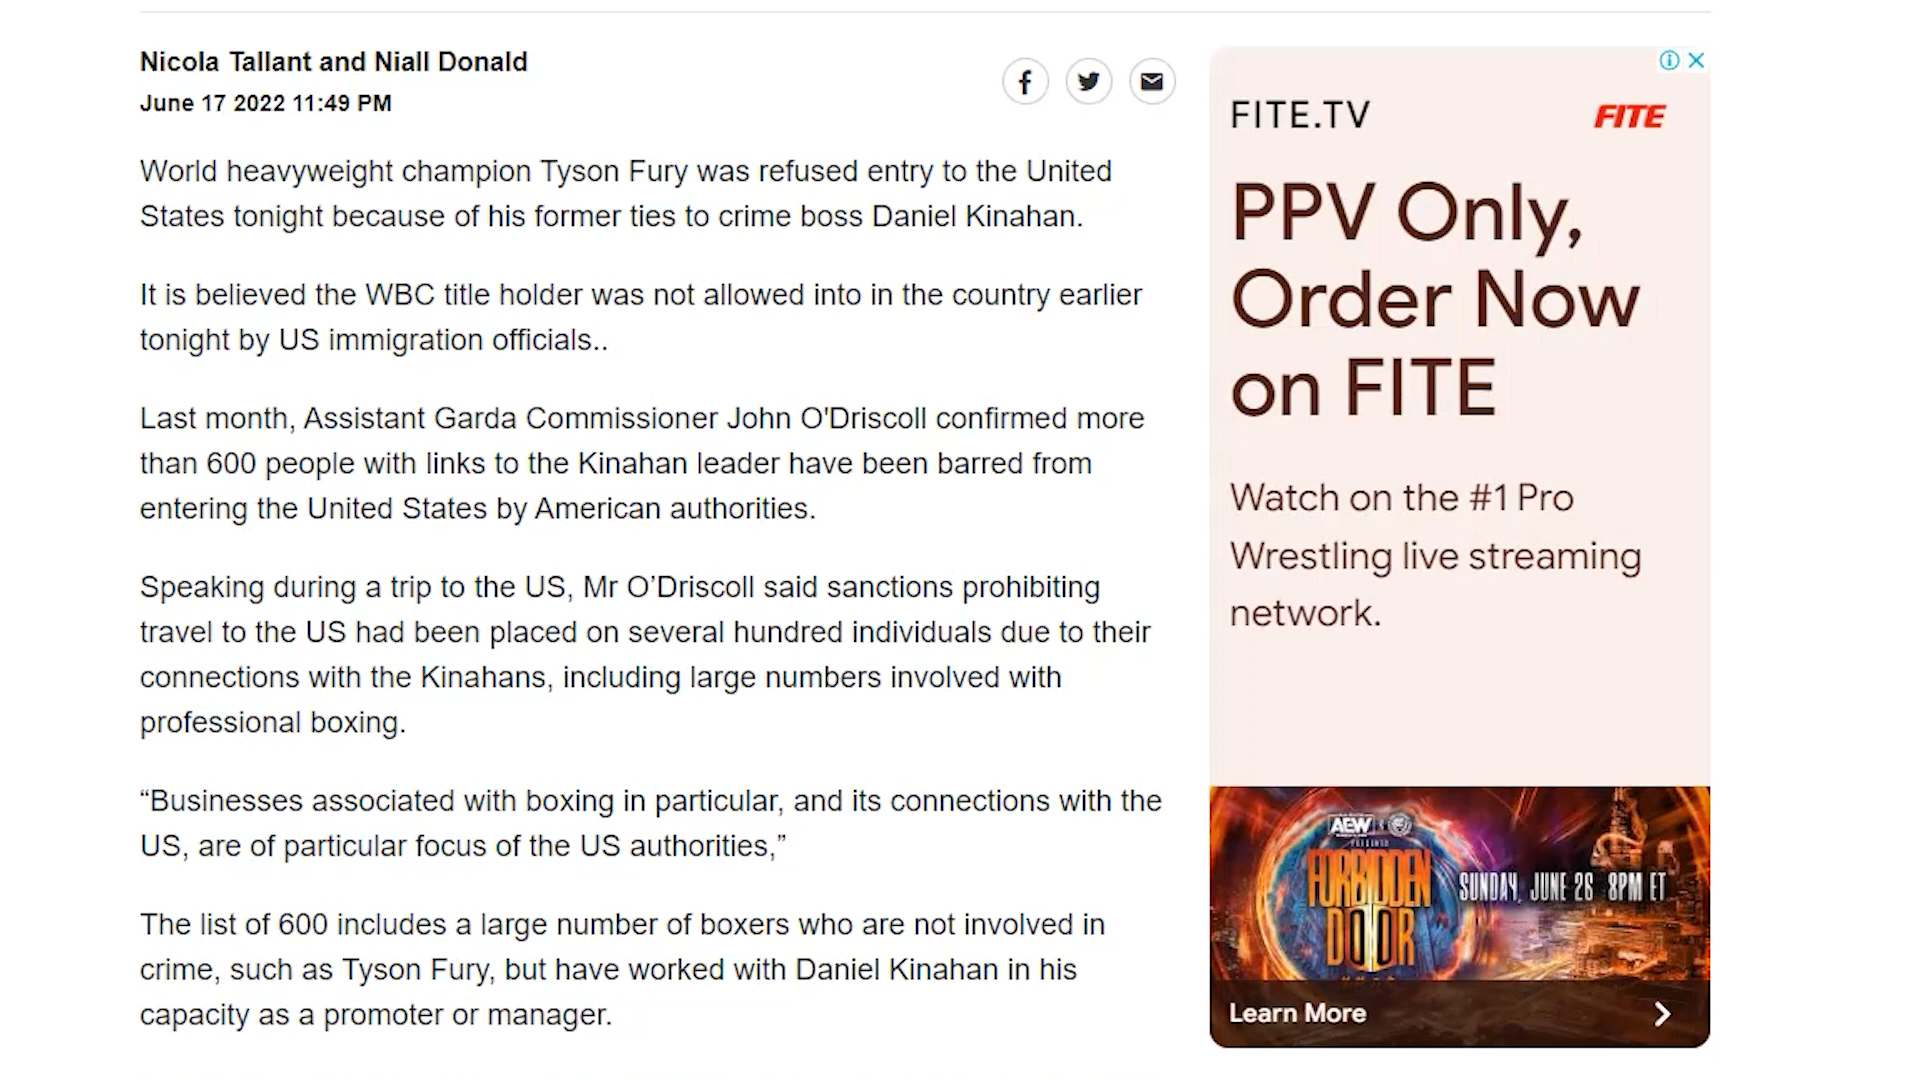 Nicola Tallant and Niall Donald
June 17 2022 11:49 PM
World heavyweight champion Tyson Fury was refused entry to the United
States tonight because of his former ties to crime boss Daniel Kinahan.
It is believed the WBC title holder was not allowed into in the country earlier
tonight by US immigration officials..
Last month, Assistant Garda Commissioner John O'Driscoll confirmed more
than 600 people with links to the Kinahan leader have been barred from
entering the United States by American authorities.
Speaking during a trip to the US, Mr O’Driscoll said sanctions prohibiting
travel to the US had been placed on several hundred individuals due to their
connections with the Kinahans, including large numbers involved with
professional boxing.
“Businesses associated with boxing in particular, and its connections with the
US, are of particular focus of the US authorities,”
The list of 600 includes a large number of boxers who are not involved in
crime, such as Tyson Fury, but have worked with Daniel Kinahan in his
capacity as a promoter or manager.
FITE.TV
FITE
PPV Only,
Order Now
on FITE
Watch on the #1 Pro
Wrestling live streaming
network.
AEW
PRESENTS
FORBIDDEN
DOOR
SUNDAY, JUNE 26 8PM ET
Learn More